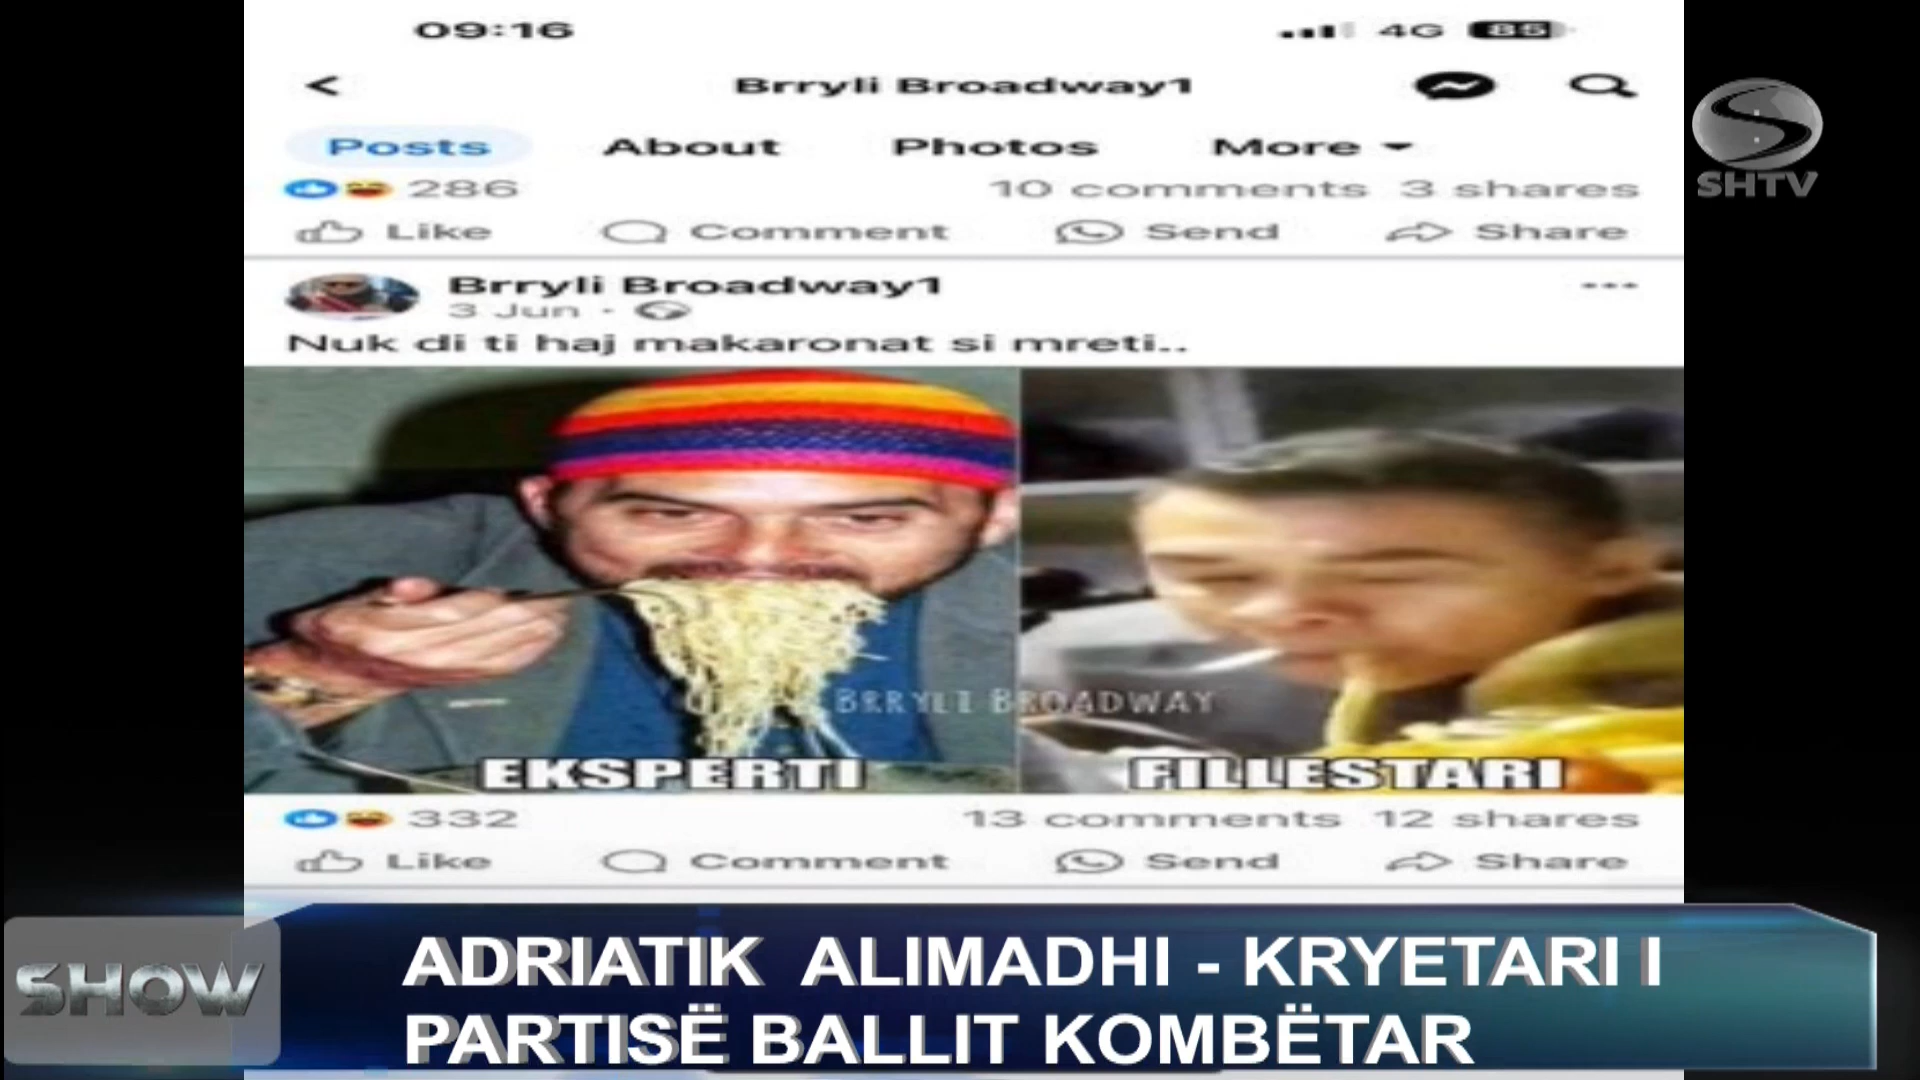 09:16
4G 85
Brryli Broadway1
Posts About Photos More
286 10 comments 3 shares
Like Comment Send Share
SHTV
Brryli Broadway1
3 Jun
Nuk di ti haj makaronat si mreti..
BRRYLI BROADWAY
EKSPERTI FILLESTARI
332 13 comments 12 shares
Like Comment Send Share
SHOW
ADRIATIK ALIMADHI - KRYETARI I
PARTISË BALLIT KOMBËTAR